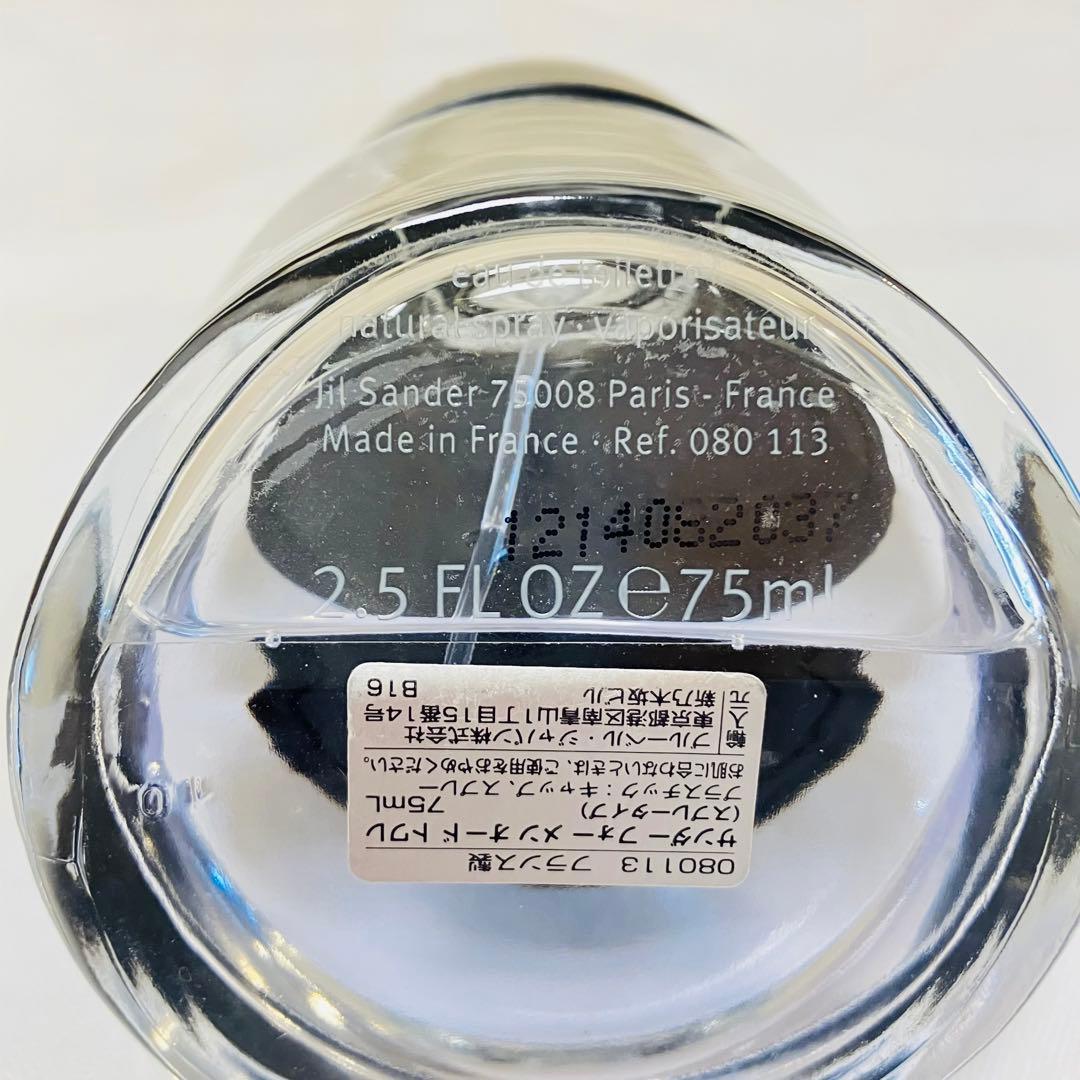 eau de toilette
natural spray · vaporisateur
Jil Sander 75008 Paris - France
Made in France · Ref. 080 113
2.5 FL OZ ℮ 75ml
080113 フランス製
サンダーフォー メン オード トワレ
(スプレータイプ) 75mL
プラスチック:キャップ、スプレー
お肌に合わないときは、ご使用をおやめください。
輸入元 ブルーベル・ジャパン株式会社
東京都港区南青山1丁目15番14号
新乃木坂ビル B16